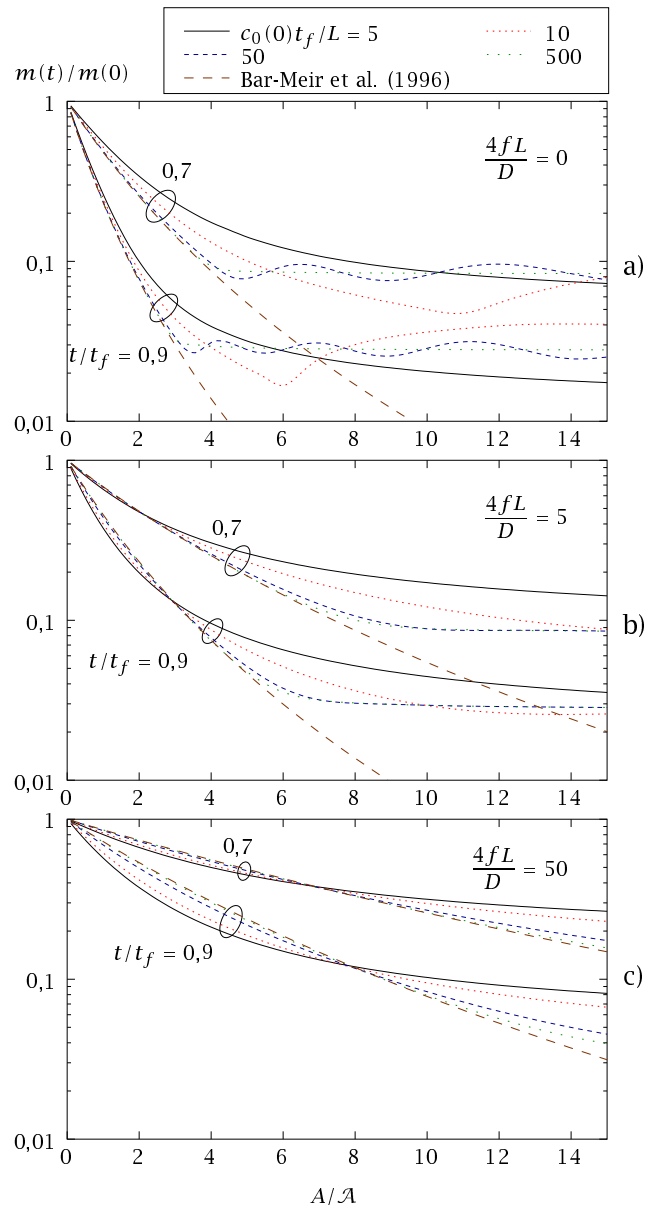 c₀(0)t_f/L = 5
10
50
500
Bar-Meir et al. (1996)
m(t)/m(0)
1
0,1
0,01
0,7
t/t_f = 0,9
4fL/D = 0
a)
0 2 4 6 8 10 12 14
1
0,1
0,01
0,7
t/t_f = 0,9
4fL/D = 5
b)
0 2 4 6 8 10 12 14
1
0,1
0,01
0,7
t/t_f = 0,9
4fL/D = 50
c)
0 2 4 6 8 10 12 14
A/𝒜